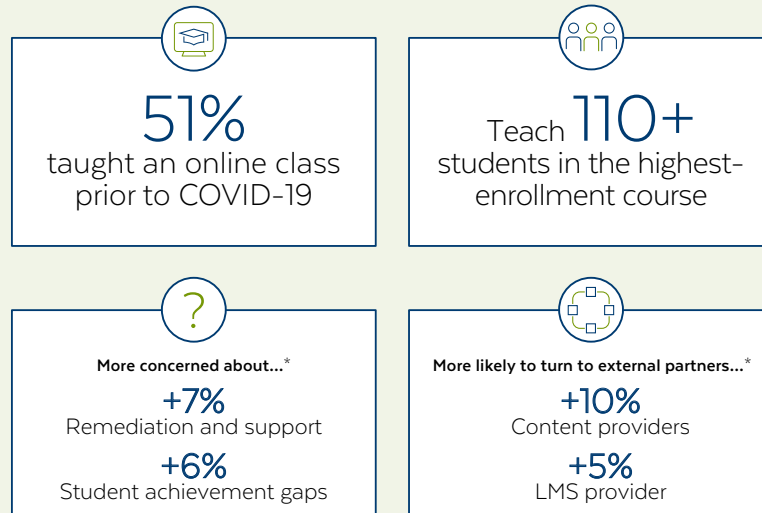 51%
taught an online class
prior to COVID-19
Teach 110+
students in the highest-
enrollment course
?
More concerned about...*
+7%
Remediation and support
+6%
Student achievement gaps
More likely to turn to external partners...*
+10%
Content providers
+5%
LMS provider